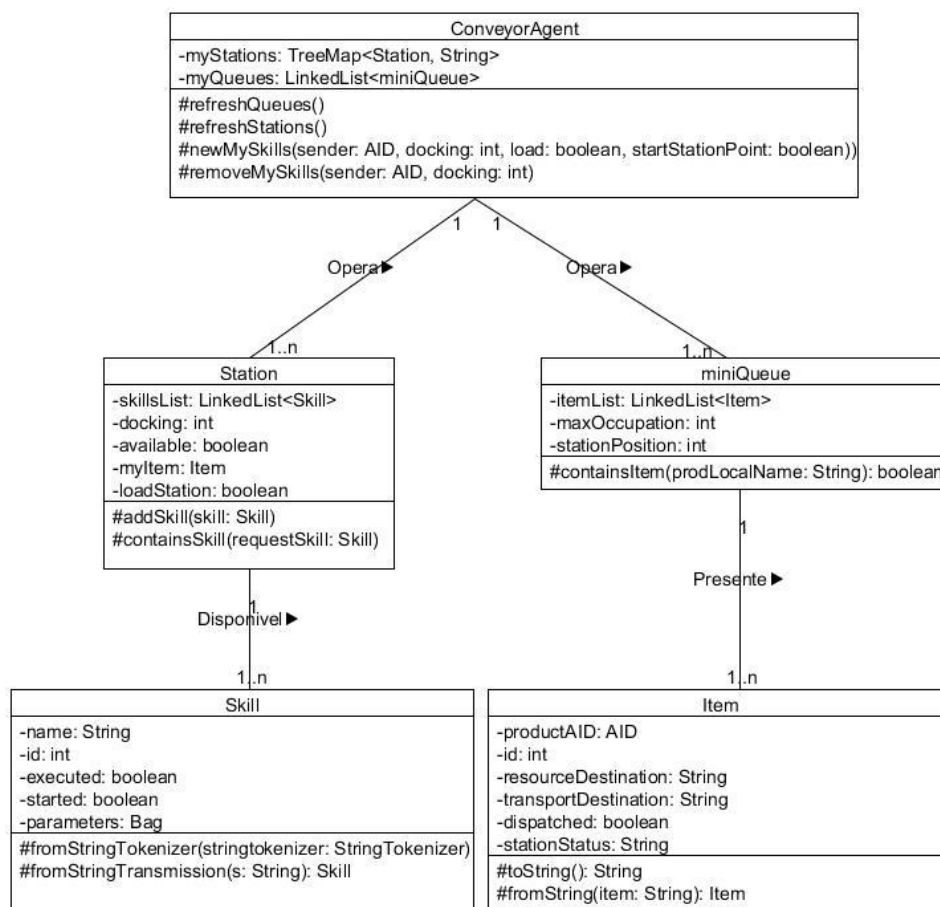 ConveyorAgent
-myStations: TreeMap<Station, String>
-myQueues: LinkedList<miniQueue>
#refreshQueues()
#refreshStations()
#newMySkills(sender: AID, docking: int, load: boolean, startStationPoint: boolean))
#removeMySkills(sender: AID, docking: int)
1
1
Opera
Opera
1..n
1..n
Station
-skillsList: LinkedList<Skill>
-docking: int
-available: boolean
-myItem: Item
-loadStation: boolean
#addSkill(skill: Skill)
#containsSkill(requestSkill: Skill)
miniQueue
-itemList: LinkedList<Item>
-maxOccupation: int
-stationPosition: int
#containsItem(prodLocalName: String): boolean
1
Disponivel
1..n
1
Presente
1..n
Skill
-name: String
-id: int
-executed: boolean
-started: boolean
-parameters: Bag
#fromStringTokenizer(stringtokenizer: StringTokenizer)
#fromStringTransmission(s: String): Skill
Item
-productAID: AID
-id: int
-resourceDestination: String
-transportDestination: String
-dispatched: boolean
-stationStatus: String
#toString(): String
#fromString(item: String): Item